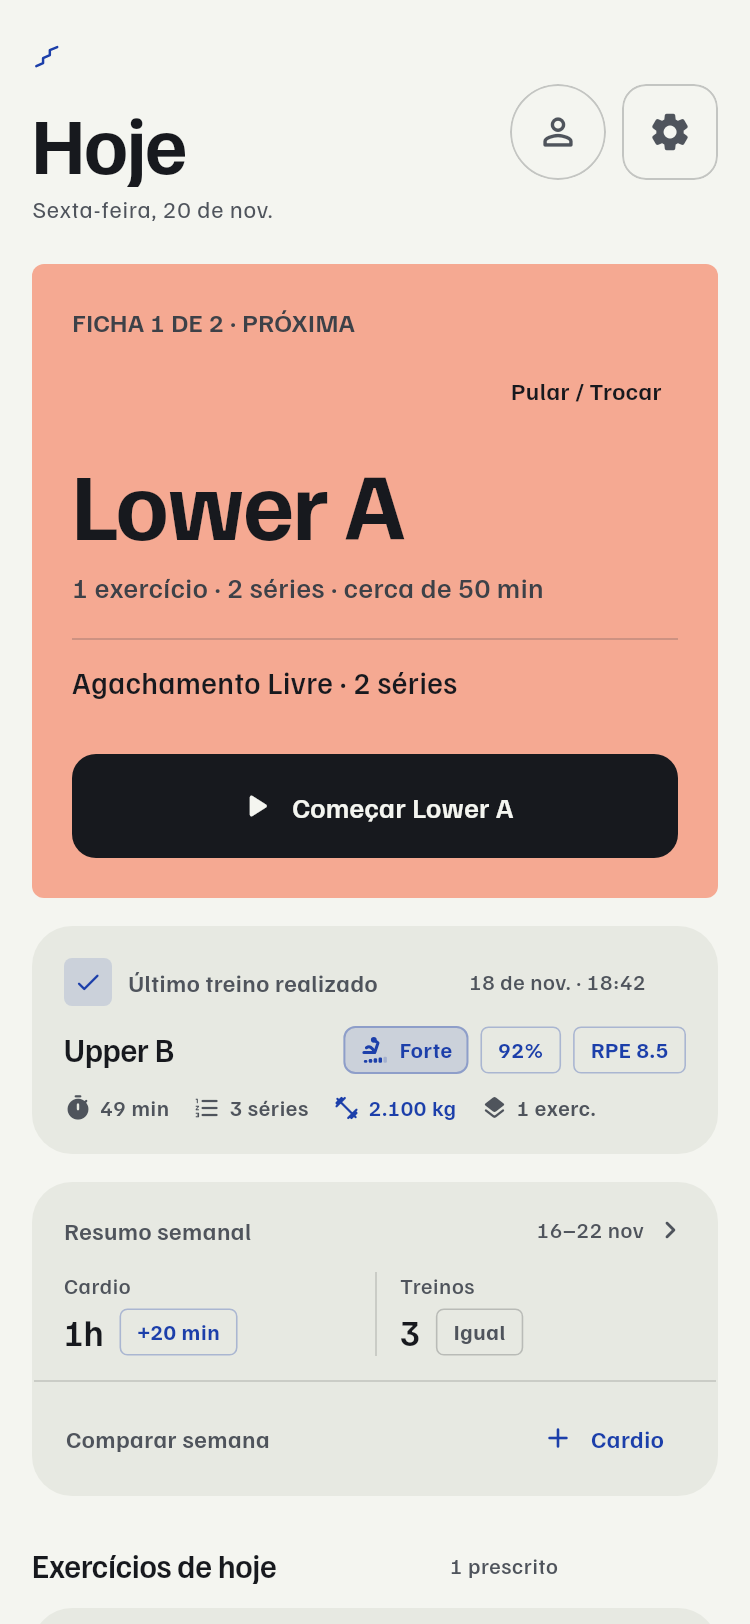 Hoje
Sexta-feira, 20 de nov.
FICHA 1 DE 2 · PRÓXIMA
Pular / Trocar
Lower A
1 exercício · 2 séries · cerca de 50 min
Agachamento Livre · 2 séries
Começar Lower A
Último treino realizado 18 de nov. · 18:42
Upper B Forte 92% RPE 8.5
49 min 3 séries 2.100 kg 1 exerc.
Resumo semanal 16–22 nov
Cardio Treinos
1h +20 min 3 Igual
Comparar semana Cardio
Exercícios de hoje 1 prescrito